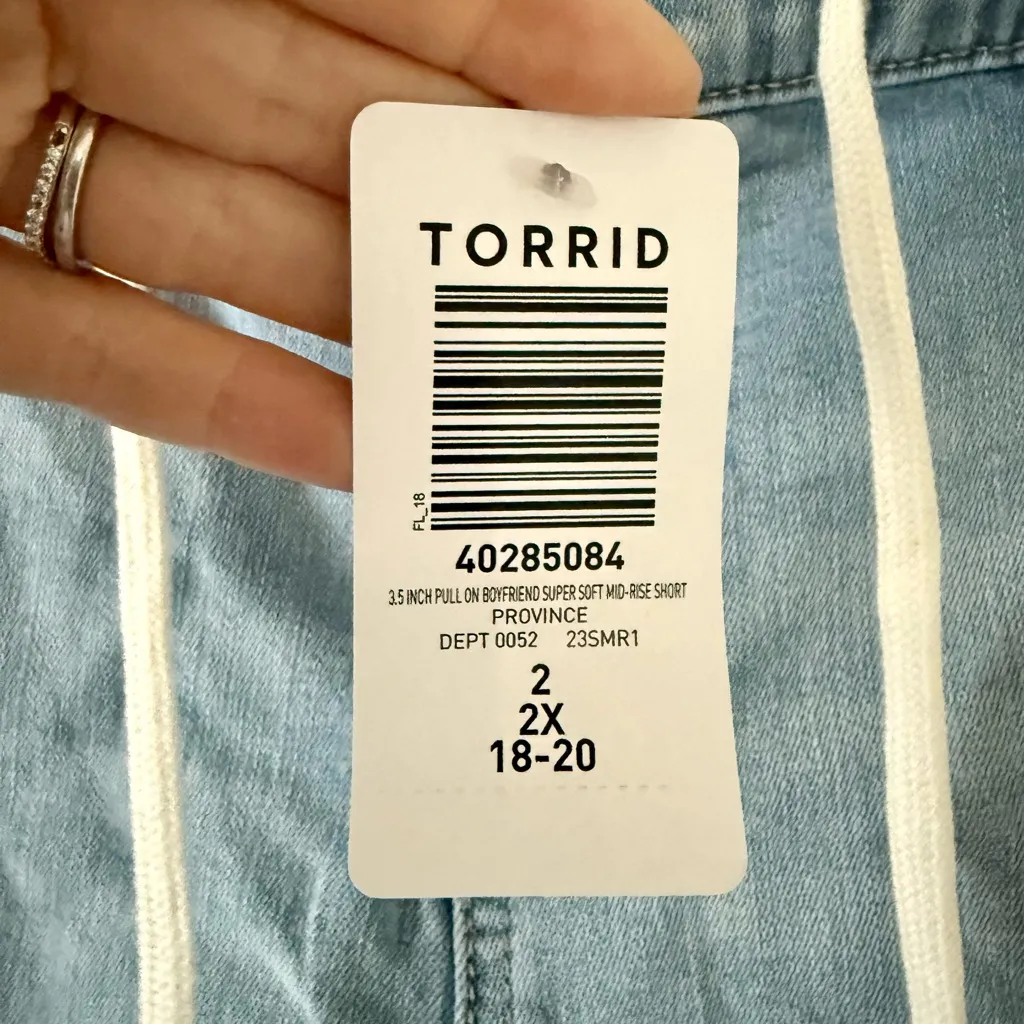 TORRID
FL_18
40285084
3.5 INCH PULL ON BOYFRIEND SUPER SOFT MID-RISE SHORT
PROVINCE
DEPT 0052 23SMR1
2
2X
18-20